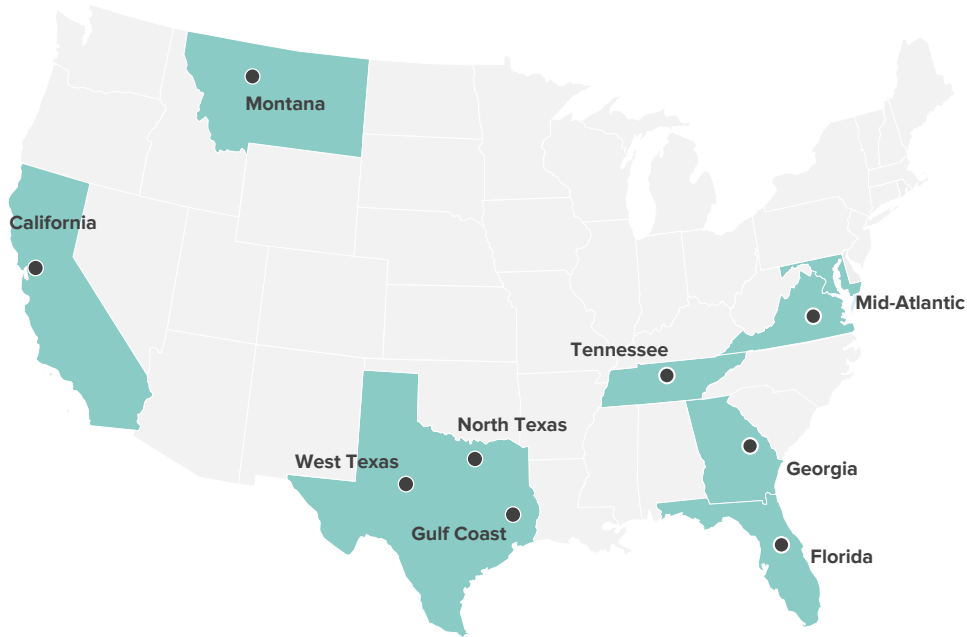 Montana
California
Mid-Atlantic
Tennessee
North Texas
West Texas
Georgia
Gulf Coast
Florida